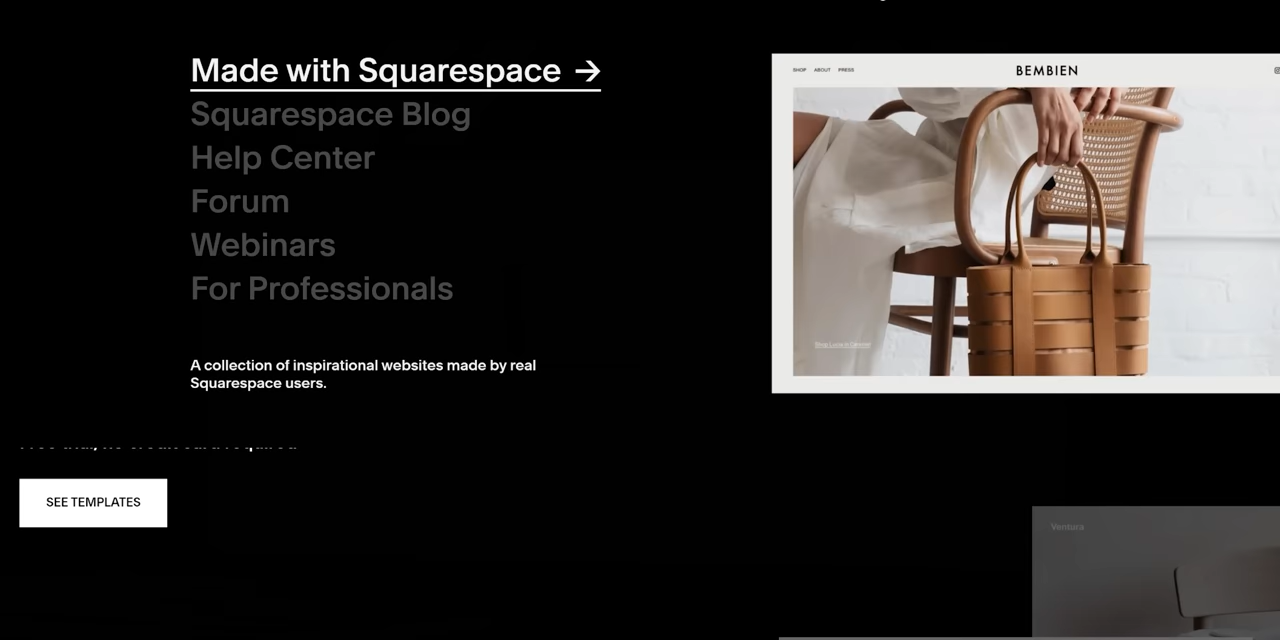 Made with Squarespace →
Squarespace Blog
Help Center
Forum
Webinars
For Professionals
A collection of inspirational websites made by real
Squarespace users.
SHOP ABOUT PRESS
BEMBIEN
SEE TEMPLATES
Ventura